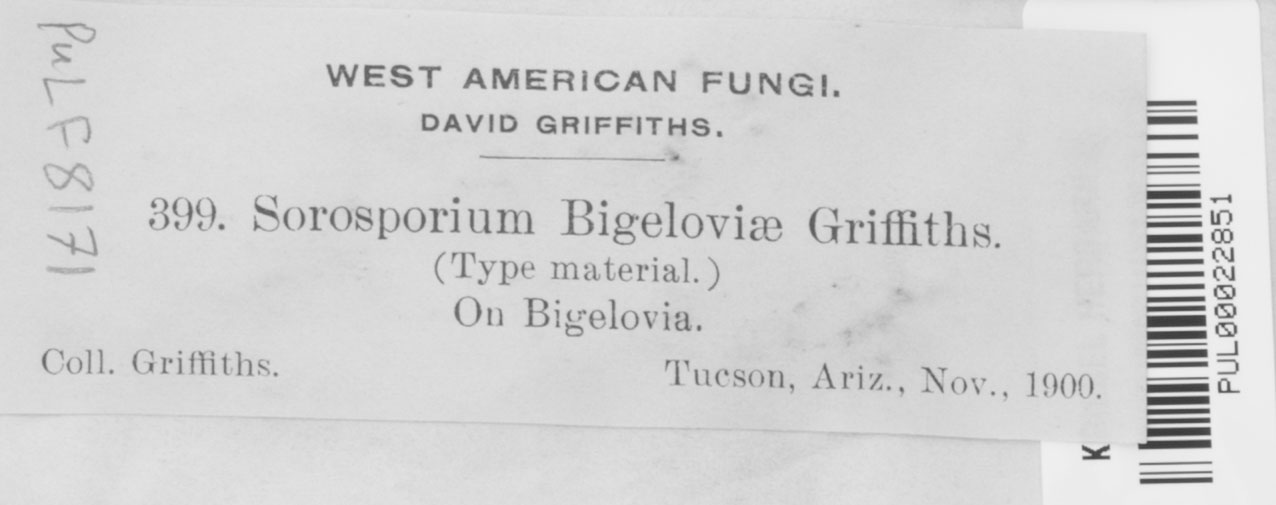 WEST AMERICAN FUNGI.
DAVID GRIFFITHS.
399. Sorosporium Bigeloviæ Griffiths.
(Type material.)
On Bigelovia.
Coll. Griffiths.
Tucson, Ariz., Nov., 1900.
PUL F8171
PUL00022851
K